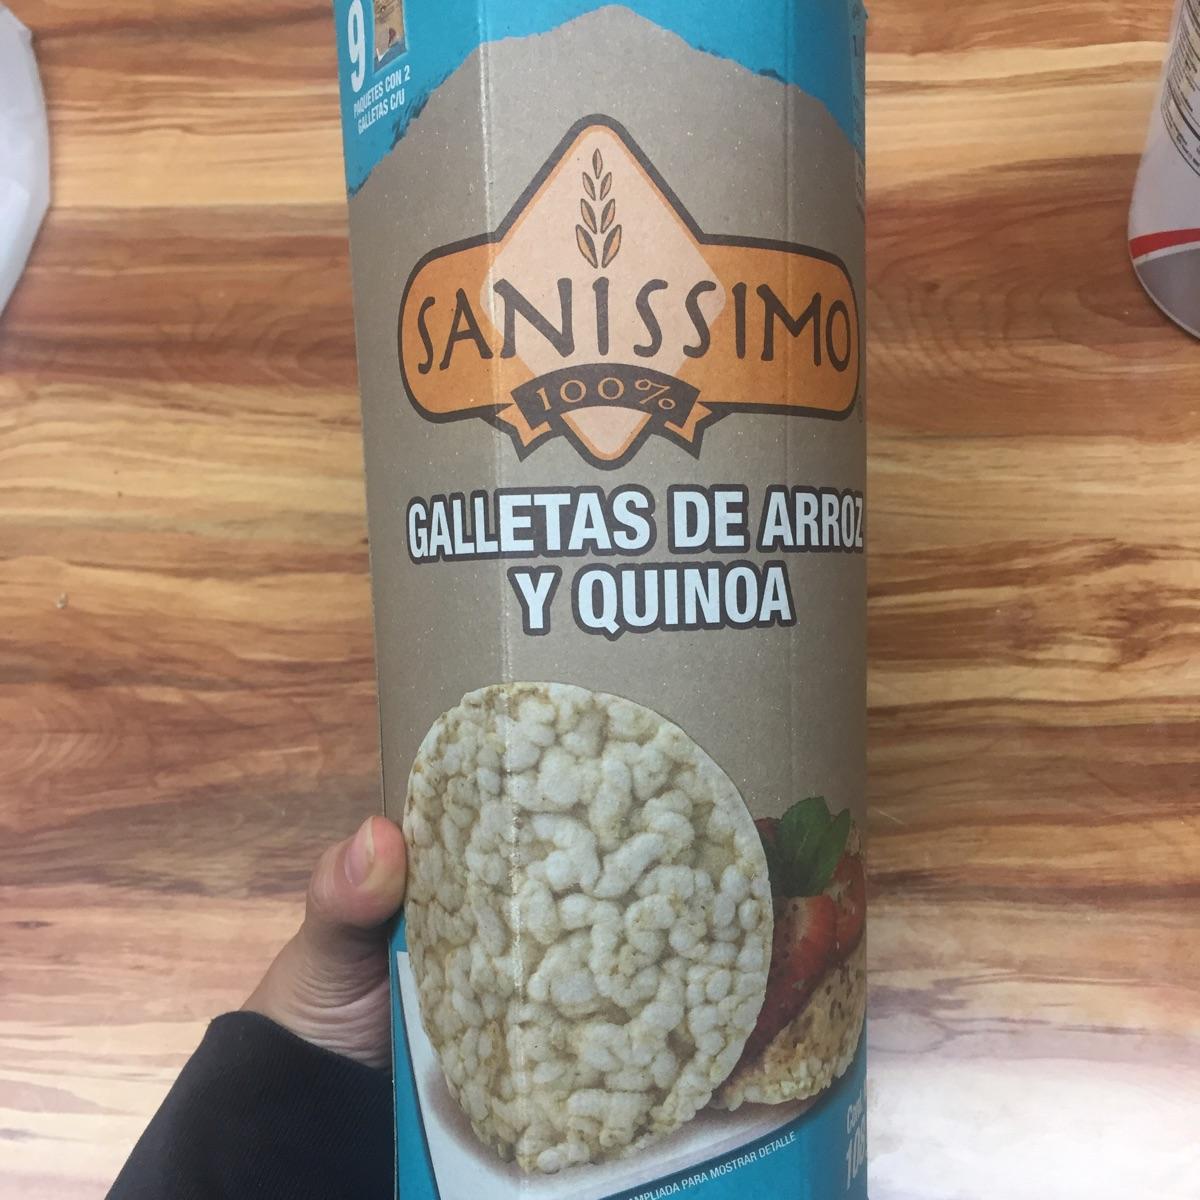 9
PAQUETES CON 2
GALLETAS C/U
SANISSIMO
100%
GALLETAS DE ARROZ
Y QUINOA
AMPLIADA PARA MOSTRAR DETALLE